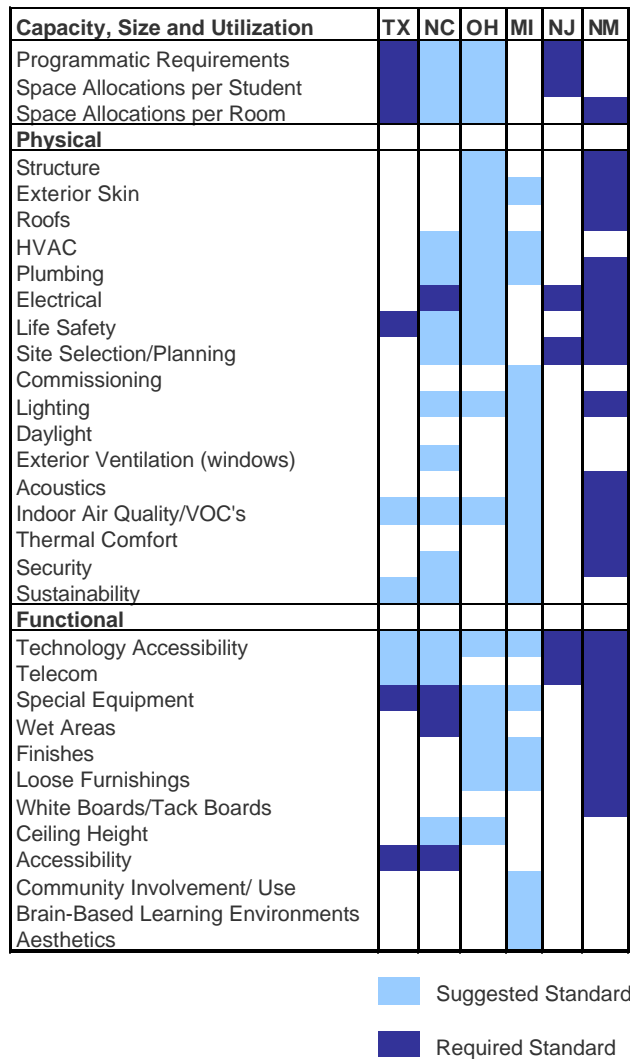 Capacity, Size and Utilization TX NC OH MI NJ NM
Programmatic Requirements
Space Allocations per Student
Space Allocations per Room
Physical
Structure
Exterior Skin
Roofs
HVAC
Plumbing
Electrical
Life Safety
Site Selection/Planning
Commissioning
Lighting
Daylight
Exterior Ventilation (windows)
Acoustics
Indoor Air Quality/VOC's
Thermal Comfort
Security
Sustainability
Functional
Technology Accessibility
Telecom
Special Equipment
Wet Areas
Finishes
Loose Furnishings
White Boards/Tack Boards
Ceiling Height
Accessibility
Community Involvement/ Use
Brain-Based Learning Environments
Aesthetics
Suggested Standard
Required Standard